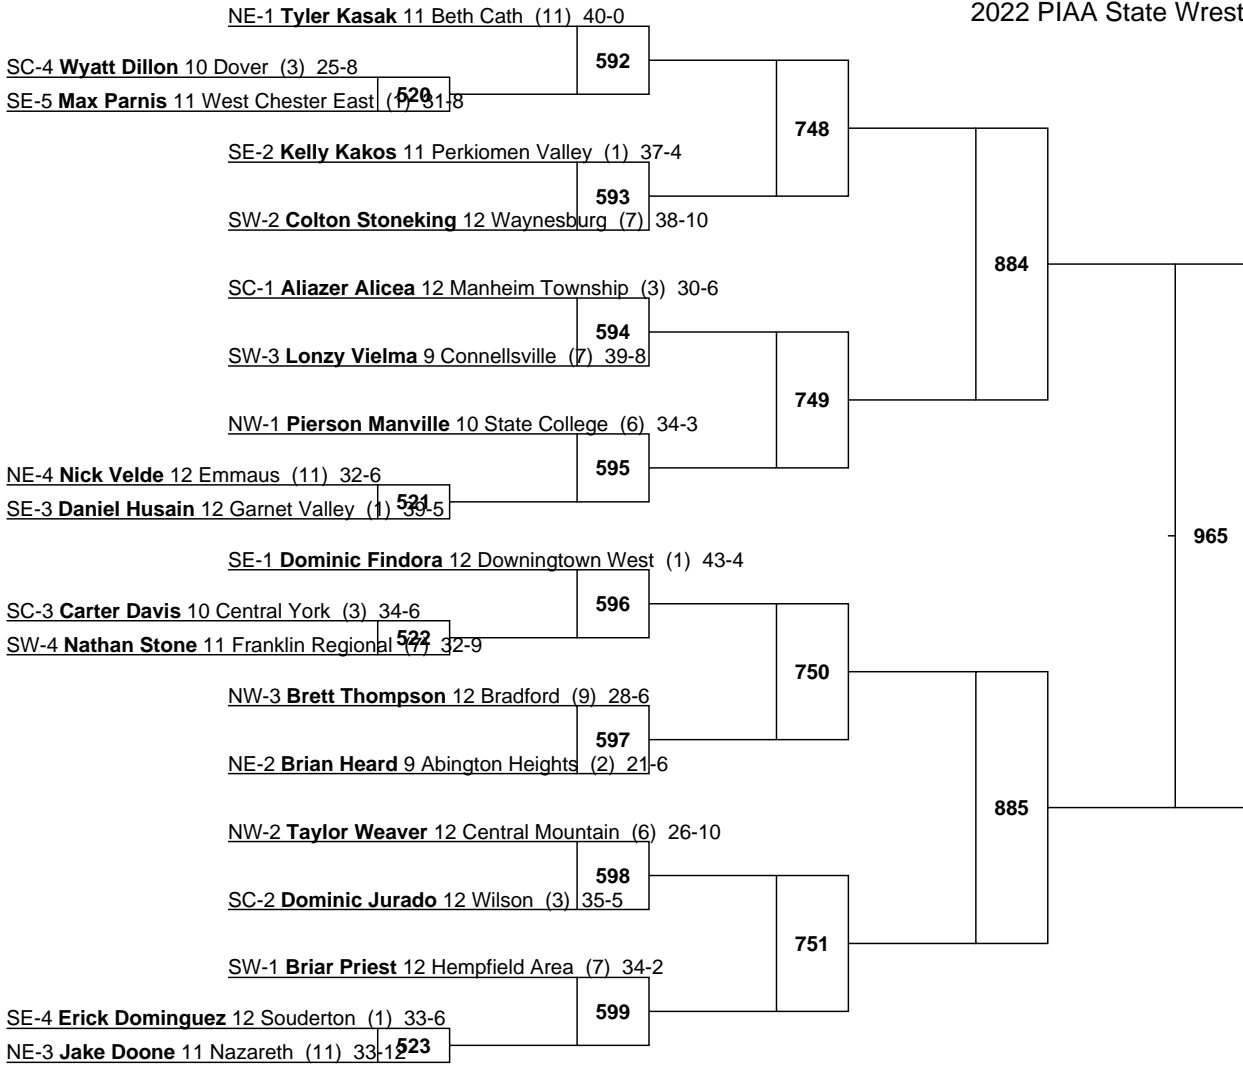 2022 PIAA State Wrest
NE-1 Tyler Kasak 11 Beth Cath (11) 40-0
592
SC-4 Wyatt Dillon 10 Dover (3) 25-8
520
SE-5 Max Parnis 11 West Chester East (1) 31-8
748
SE-2 Kelly Kakos 11 Perkiomen Valley (1) 37-4
593
SW-2 Colton Stoneking 12 Waynesburg (7) 38-10
884
SC-1 Aliazer Alicea 12 Manheim Township (3) 30-6
594
SW-3 Lonzy Vielma 9 Connellsville (7) 39-8
749
NW-1 Pierson Manville 10 State College (6) 34-3
595
NE-4 Nick Velde 12 Emmaus (11) 32-6
521
SE-3 Daniel Husain 12 Garnet Valley (1) 39-5
965
SE-1 Dominic Findora 12 Downingtown West (1) 43-4
596
SC-3 Carter Davis 10 Central York (3) 34-6
522
SW-4 Nathan Stone 11 Franklin Regional (7) 32-9
750
NW-3 Brett Thompson 12 Bradford (9) 28-6
597
NE-2 Brian Heard 9 Abington Heights (2) 21-6
885
NW-2 Taylor Weaver 12 Central Mountain (6) 26-10
598
SC-2 Dominic Jurado 12 Wilson (3) 35-5
751
SW-1 Briar Priest 12 Hempfield Area (7) 34-2
599
SE-4 Erick Dominguez 12 Souderton (1) 33-6
523
NE-3 Jake Doone 11 Nazareth (11) 33-12